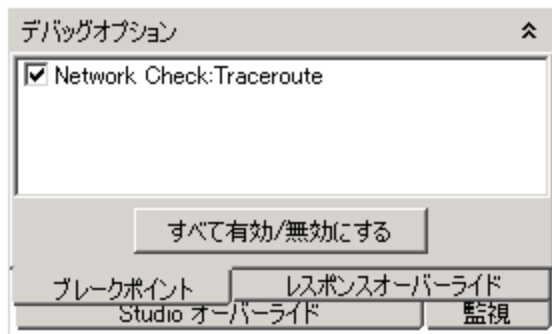 デバッグオプション
Network Check:Traceroute
すべて有効/無効にする
ブレークポイント
レスポンスオーバーライド
Studio オーバーライド
監視